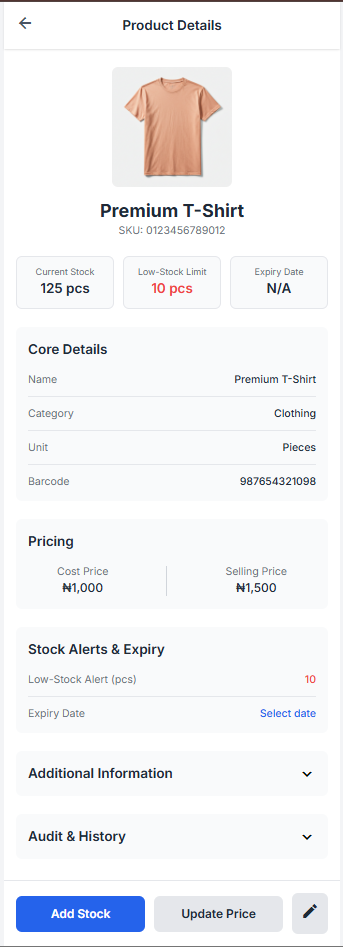 Product Details
Premium T-Shirt
SKU: 0123456789012
Current Stock Low-Stock Limit Expiry Date
125 pcs 10 pcs N/A
Core Details
Name Premium T-Shirt
Category Clothing
Unit Pieces
Barcode 987654321098
Pricing
Cost Price Selling Price
₦1,000 ₦1,500
Stock Alerts & Expiry
Low-Stock Alert (pcs) 10
Expiry Date Select date
Additional Information
Audit & History
Add Stock Update Price